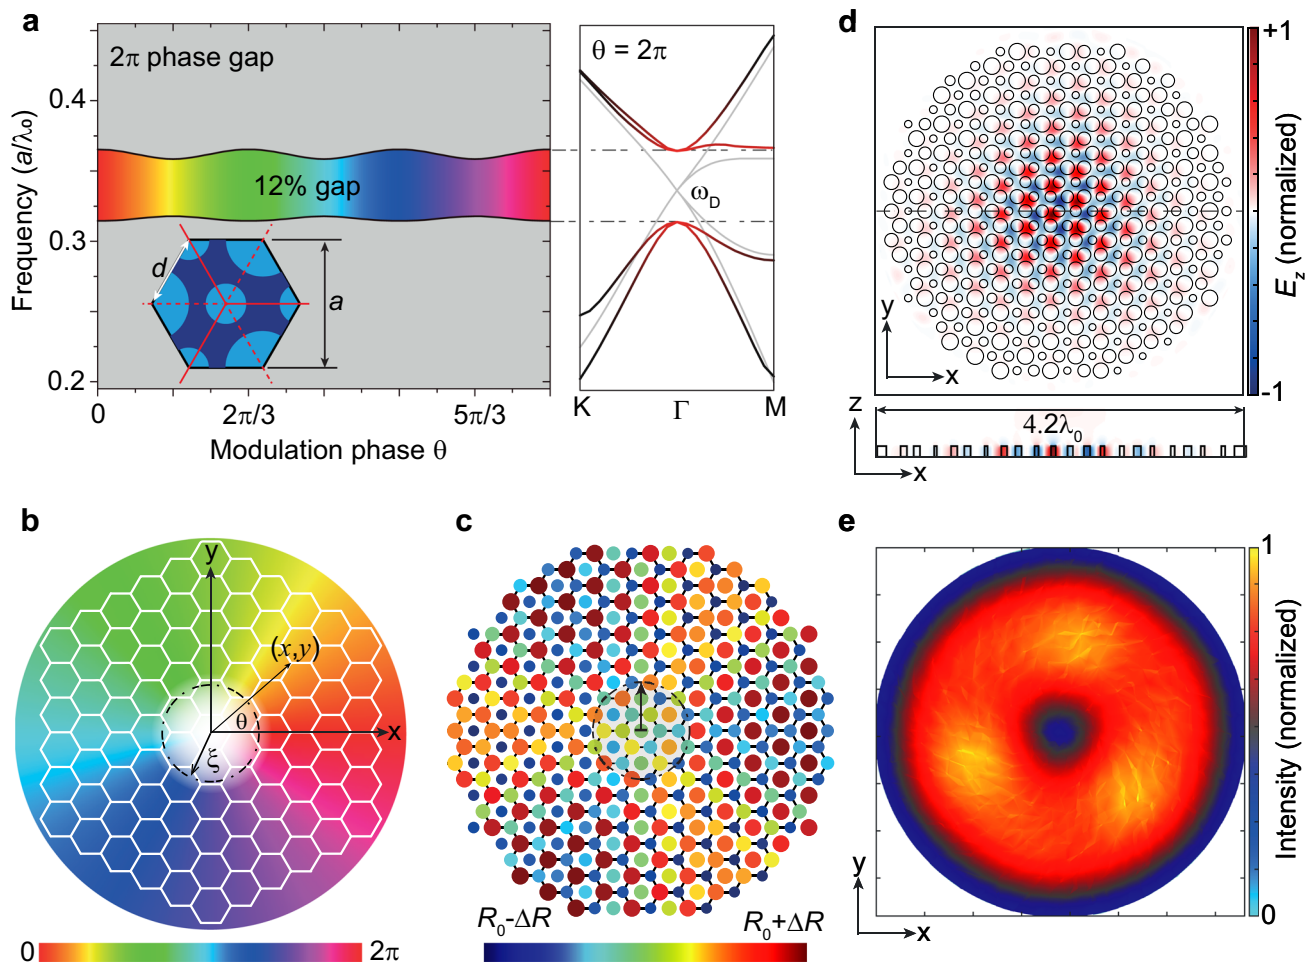 a
2π phase gap
12% gap
d
a
Frequency (a/λ₀)
0.4
0.3
0.2
0
2π/3
5π/3
Modulation phase θ
θ = 2π
ω_D
K
Γ
M
d
y
x
+1
-1
E_z (normalized)
z
x
4.2λ₀
b
y
(x,y)
θ
x
ξ
0
2π
c
R₀-ΔR
R₀+ΔR
e
y
x
1
0
Intensity (normalized)